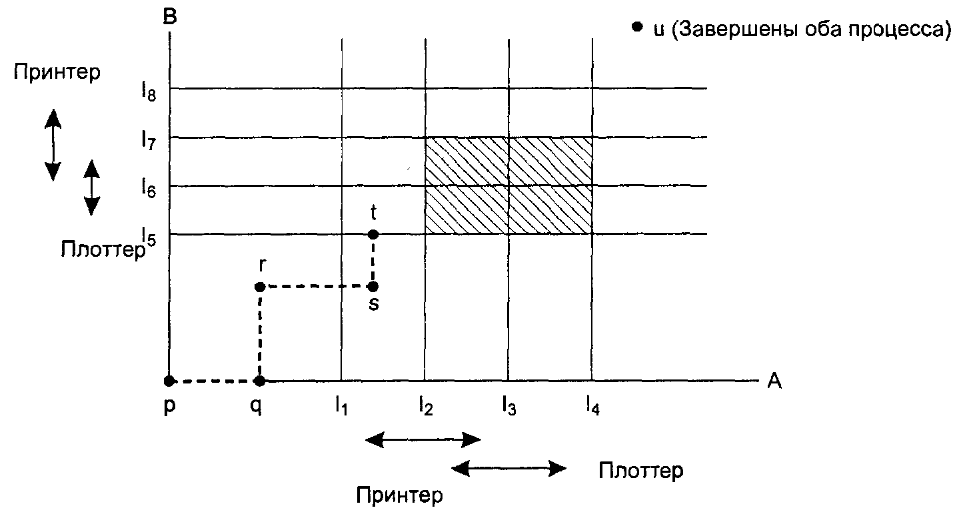 B
u (Завершены оба процесса)
Принтер
I8
I7
I6
I5
Плоттер
t
r
s
A
p
q
I1
I2
I3
I4
Плоттер
Принтер